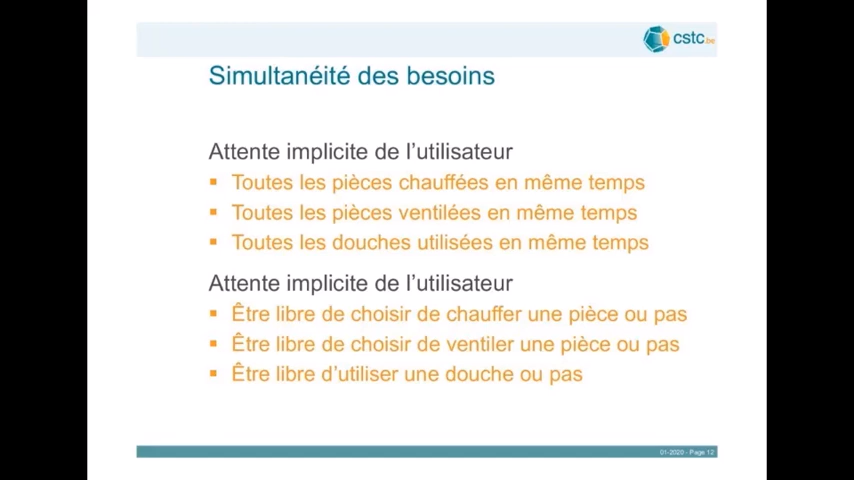 cstc.be
Simultanéité des besoins
Attente implicite de l’utilisateur
▪ Toutes les pièces chauffées en même temps
▪ Toutes les pièces ventilées en même temps
▪ Toutes les douches utilisées en même temps
Attente implicite de l’utilisateur
▪ Être libre de choisir de chauffer une pièce ou pas
▪ Être libre de choisir de ventiler une pièce ou pas
▪ Être libre d’utiliser une douche ou pas
01-2020 - Page 12